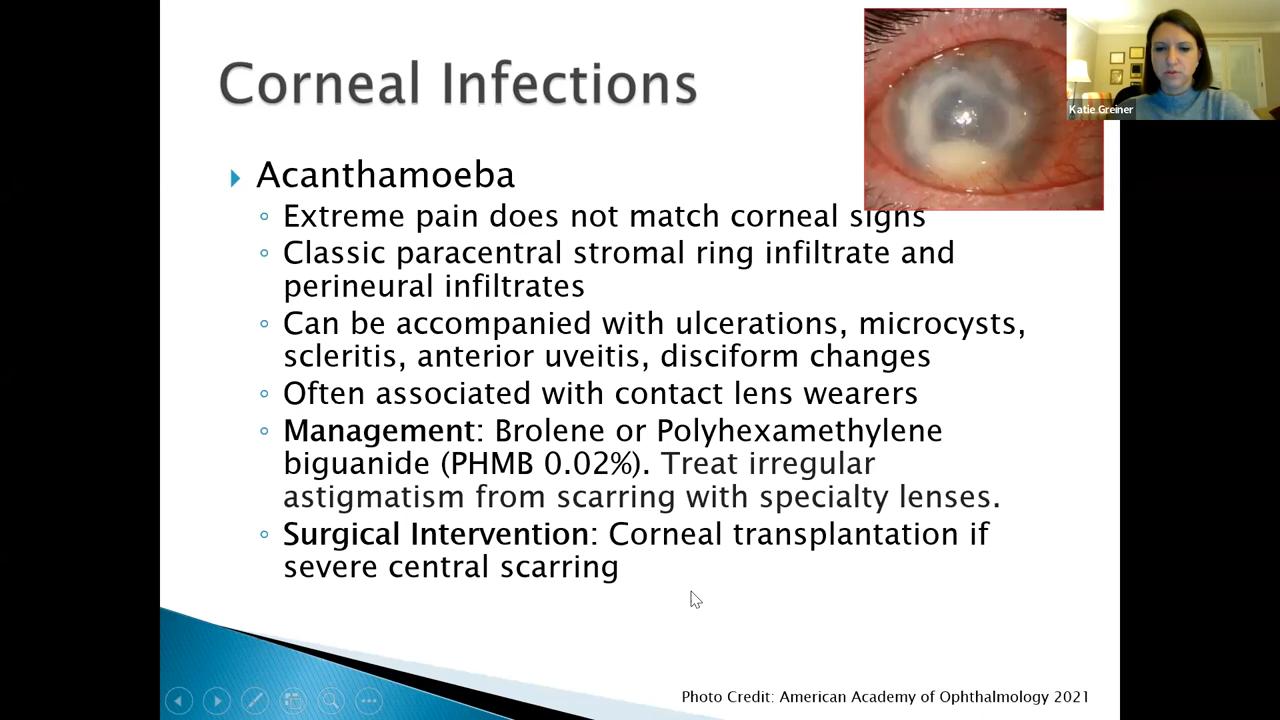 Corneal Infections
Katie Greiner
Acanthamoeba
Extreme pain does not match corneal signs
Classic paracentral stromal ring infiltrate and
perineural infiltrates
Can be accompanied with ulcerations, microcysts,
scleritis, anterior uveitis, disciform changes
Often associated with contact lens wearers
Management: Brolene or Polyhexamethylene
biguanide (PHMB 0.02%). Treat irregular
astigmatism from scarring with specialty lenses.
Surgical Intervention: Corneal transplantation if
severe central scarring
Photo Credit: American Academy of Ophthalmology 2021